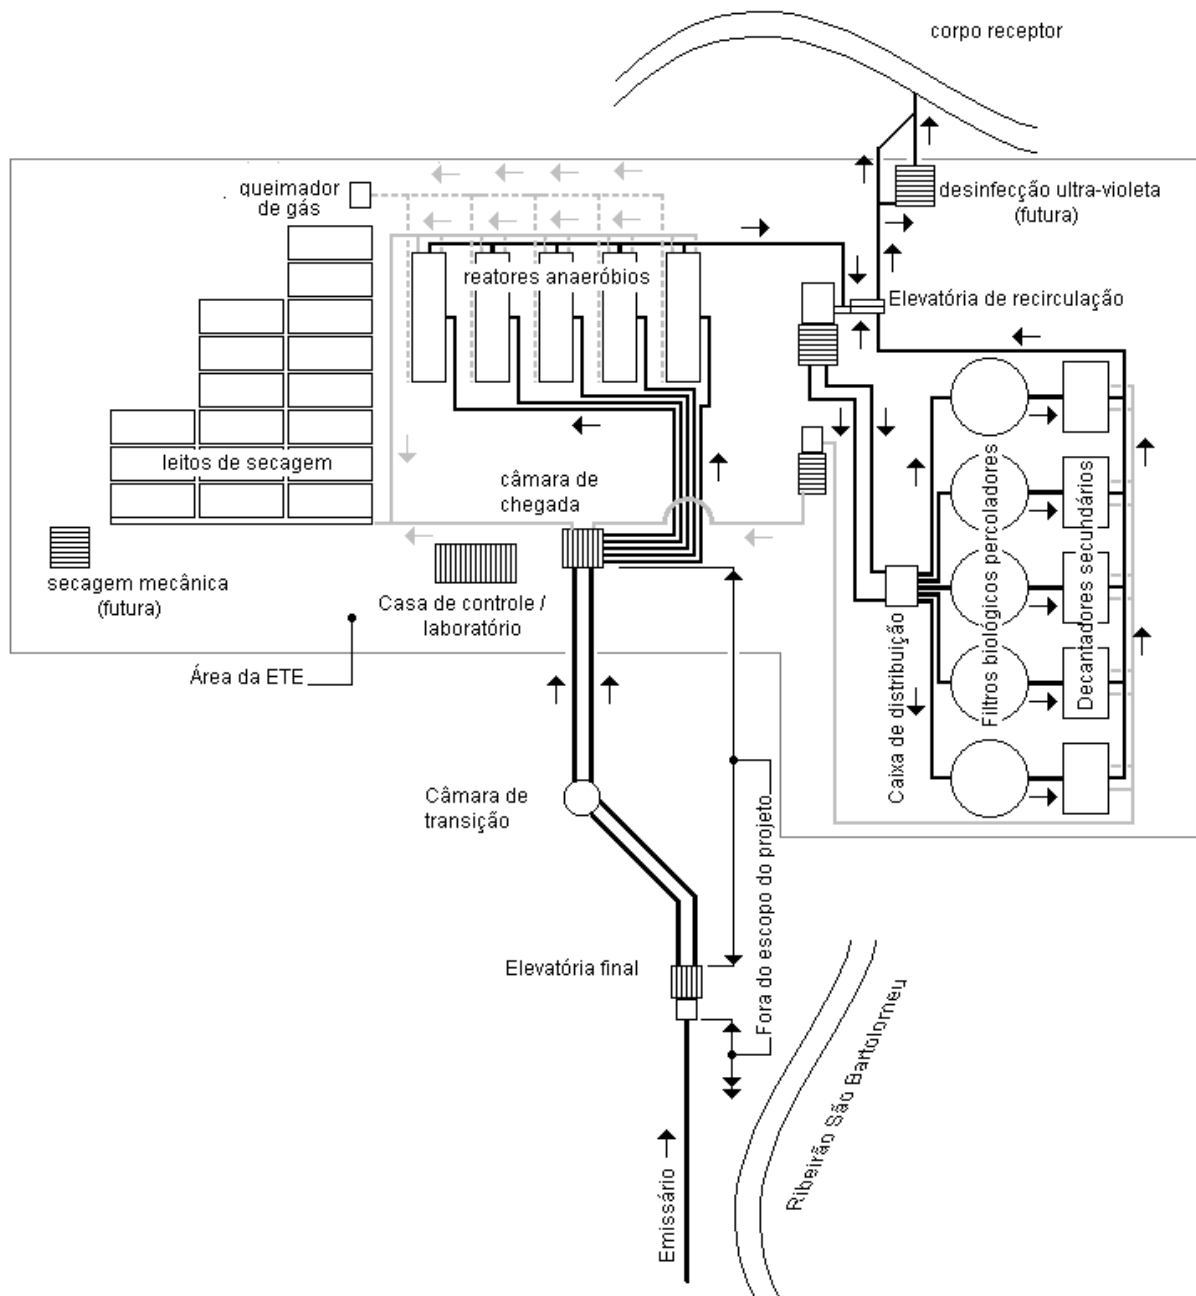 corpo receptor
queimador
de gás
desinfecção ultra-violeta
(futura)
reatores anaeróbios
Elevatória de recirculação
leitos de secagem
câmara de
chegada
secagem mecânica
(futura)
Casa de controle /
laboratório
Área da ETE
Caixa de distribuição
Filtros biológicos percoladores
Decantadores secundários
Câmara de
transição
Fora do escopo do projeto
Elevatória final
Emissário
Ribeirão São Bartolomeu